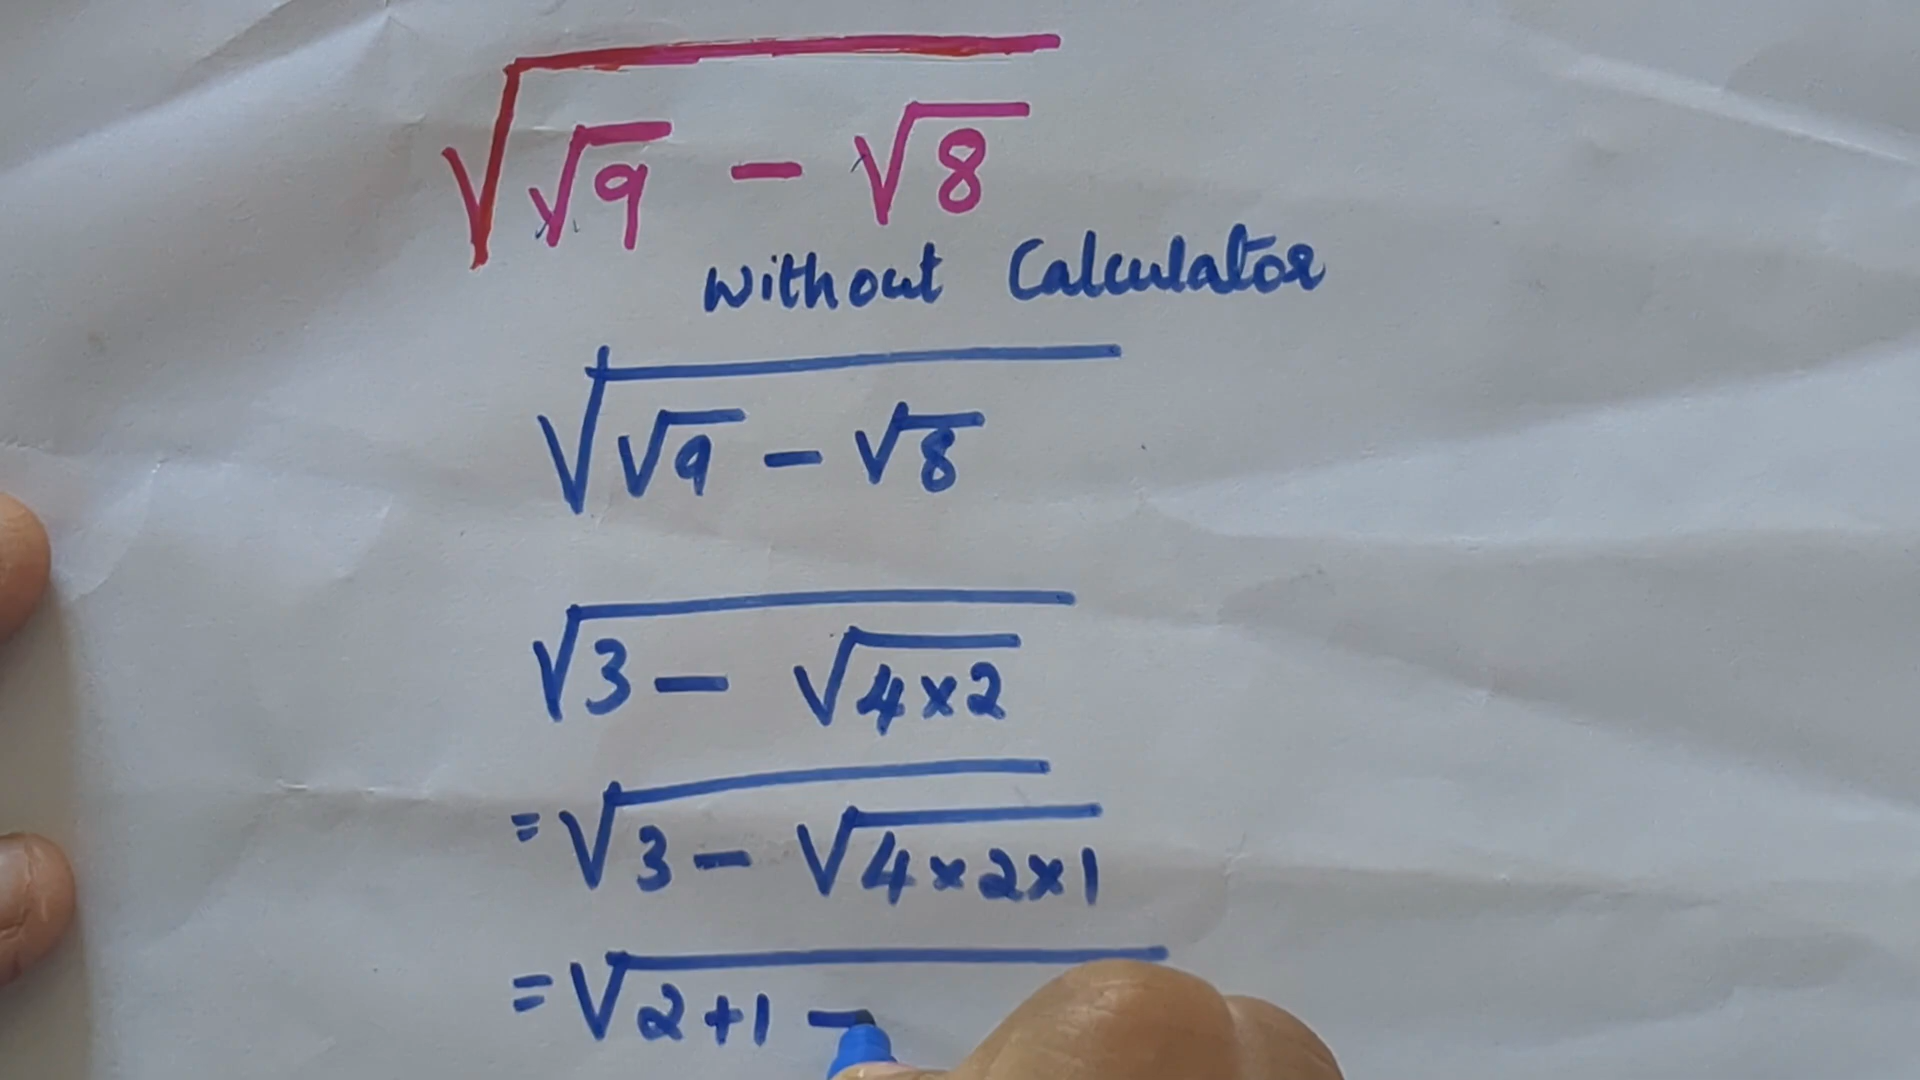 √(√9 − √8)
without Calculator
√(√9 − √8)
√(3 − √(4×2))
= √(3 − √(4×2×1))
= √(2+1 −